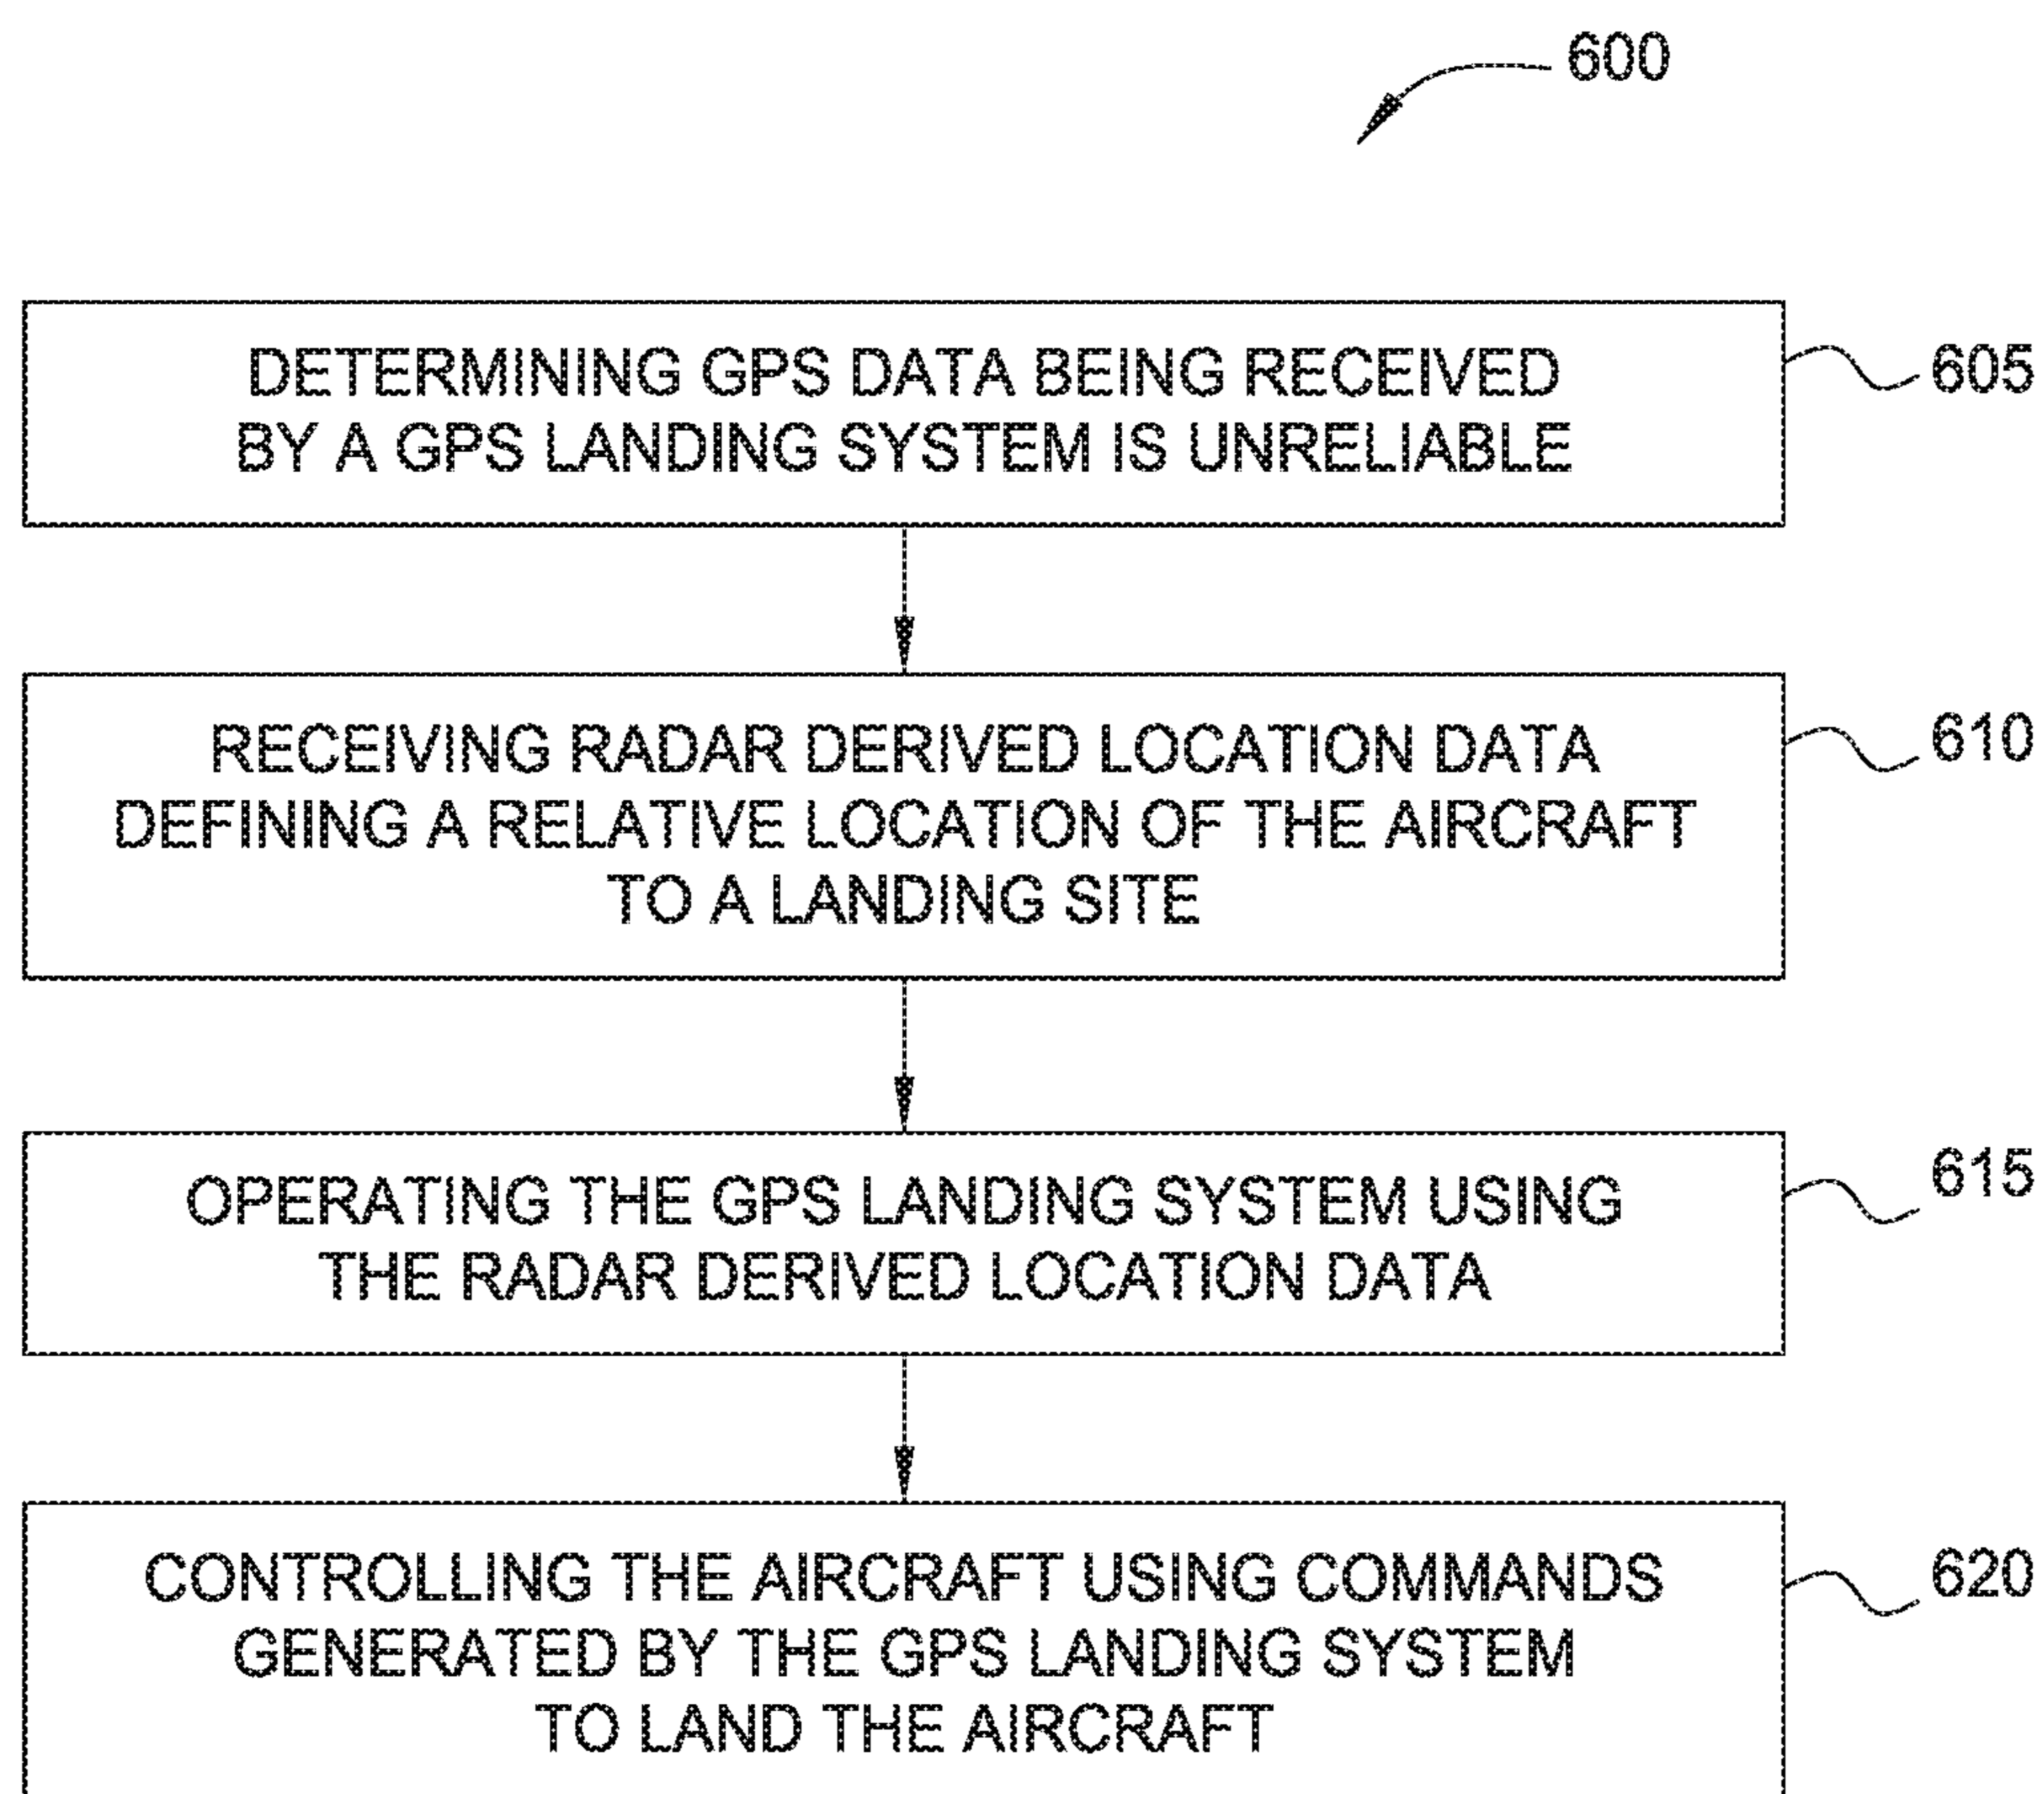 600
DETERMINING GPS DATA BEING RECEIVED
BY A GPS LANDING SYSTEM IS UNRELIABLE
605
RECEIVING RADAR DERIVED LOCATION DATA
DEFINING A RELATIVE LOCATION OF THE AIRCRAFT
TO A LANDING SITE
610
OPERATING THE GPS LANDING SYSTEM USING
THE RADAR DERIVED LOCATION DATA
615
CONTROLLING THE AIRCRAFT USING COMMANDS
GENERATED BY THE GPS LANDING SYSTEM
TO LAND THE AIRCRAFT
620